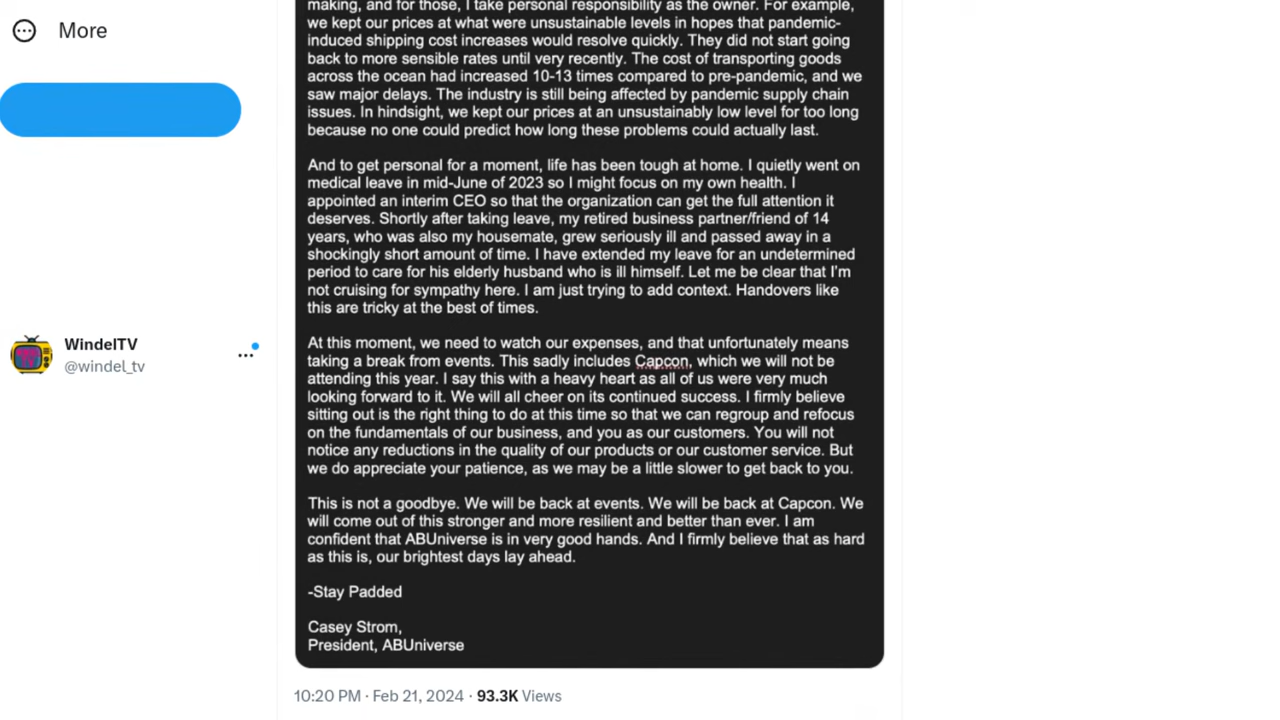 More
making, and for those, I take personal responsibility as the owner. For example,
we kept our prices at what were unsustainable levels in hopes that pandemic-
induced shipping cost increases would resolve quickly. They did not start going
back to more sensible rates until very recently. The cost of transporting goods
across the ocean had increased 10-13 times compared to pre-pandemic, and we
saw major delays. The industry is still being affected by pandemic supply chain
issues. In hindsight, we kept our prices at an unsustainably low level for too long
because no one could predict how long these problems could actually last.
And to get personal for a moment, life has been tough at home. I quietly went on
medical leave in mid-June of 2023 so I might focus on my own health. I
appointed an interim CEO so that the organization can get the full attention it
deserves. Shortly after taking leave, my retired business partner/friend of 14
years, who was also my housemate, grew seriously ill and passed away in a
shockingly short amount of time. I have extended my leave for an undetermined
period to care for his elderly husband who is ill himself. Let me be clear that I'm
not cruising for sympathy here. I am just trying to add context. Handovers like
this are tricky at the best of times.
WindelTV
@windel_tv
At this moment, we need to watch our expenses, and that unfortunately means
taking a break from events. This sadly includes Capcon, which we will not be
attending this year. I say this with a heavy heart as all of us were very much
looking forward to it. We will all cheer on its continued success. I firmly believe
sitting out is the right thing to do at this time so that we can regroup and refocus
on the fundamentals of our business, and you as our customers. You will not
notice any reductions in the quality of our products or our customer service. But
we do appreciate your patience, as we may be a little slower to get back to you.
This is not a goodbye. We will be back at events. We will be back at Capcon. We
will come out of this stronger and more resilient and better than ever. I am
confident that ABUniverse is in very good hands. And I firmly believe that as hard
as this is, our brightest days lay ahead.
-Stay Padded
Casey Strom,
President, ABUniverse
10:20 PM · Feb 21, 2024 · 93.3K Views